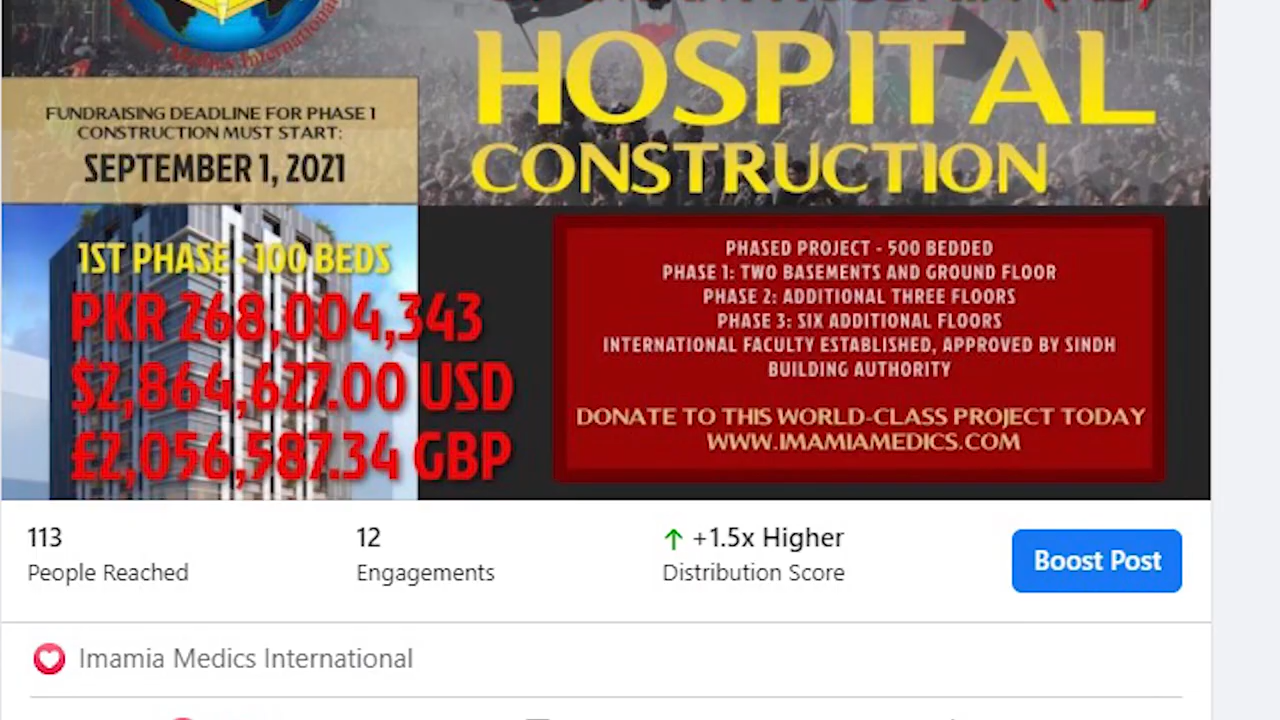 Medics International
HOSPITAL
CONSTRUCTION
FUNDRAISING DEADLINE FOR PHASE 1
CONSTRUCTION MUST START:
SEPTEMBER 1, 2021
1ST PHASE - 100 BEDS
PKR 268,004,343
$2,864,627.00 USD
£2,056,587.34 GBP
PHASED PROJECT - 500 BEDDED
PHASE 1: TWO BASEMENTS AND GROUND FLOOR
PHASE 2: ADDITIONAL THREE FLOORS
PHASE 3: SIX ADDITIONAL FLOORS
INTERNATIONAL FACULTY ESTABLISHED, APPROVED BY SINDH
BUILDING AUTHORITY
DONATE TO THIS WORLD-CLASS PROJECT TODAY
WWW.IMAMIAMEDICS.COM
113
People Reached
12
Engagements
+1.5x Higher
Distribution Score
Boost Post
Imamia Medics International